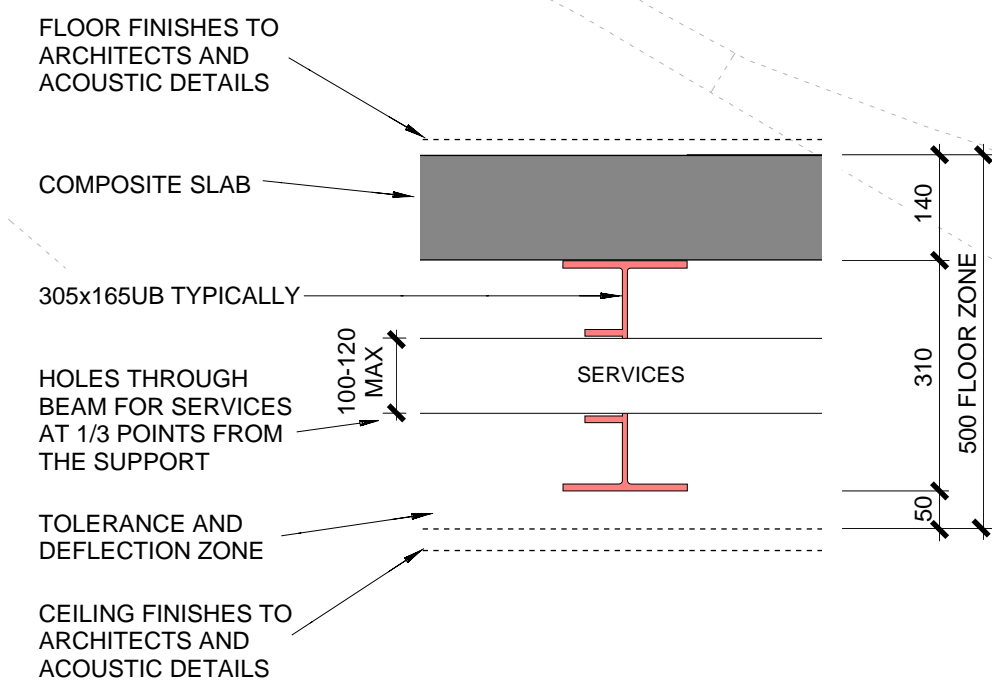 FLOOR FINISHES TO
ARCHITECTS AND
ACOUSTIC DETAILS
COMPOSITE SLAB
305x165UB TYPICALLY
HOLES THROUGH
BEAM FOR SERVICES
AT 1/3 POINTS FROM
THE SUPPORT
TOLERANCE AND
DEFLECTION ZONE
CEILING FINISHES TO
ARCHITECTS AND
ACOUSTIC DETAILS
100-120
MAX
SERVICES
140
310
50
500 FLOOR ZONE